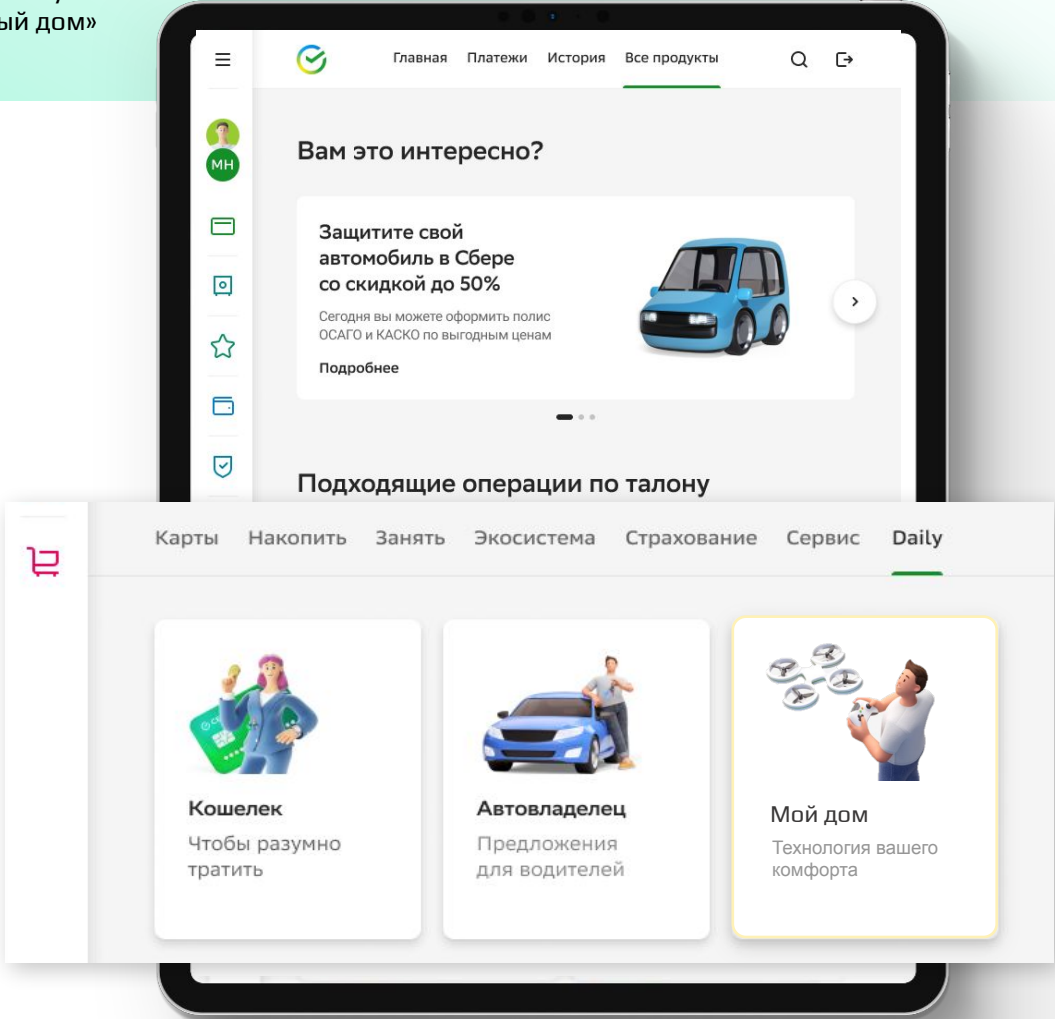 ый дом»
Главная Платежи История Все продукты
МН
Вам это интересно?
Защитите свой
автомобиль в Сбере
со скидкой до 50%
Сегодня вы можете оформить полис
ОСАГО и КАСКО по выгодным ценам
Подробнее
Подходящие операции по талону
Карты Накопить Занять Экосистема Страхование Сервис Daily
Кошелек
Чтобы разумно
тратить
Автовладелец
Предложения
для водителей
Мой дом
Технология вашего
комфорта